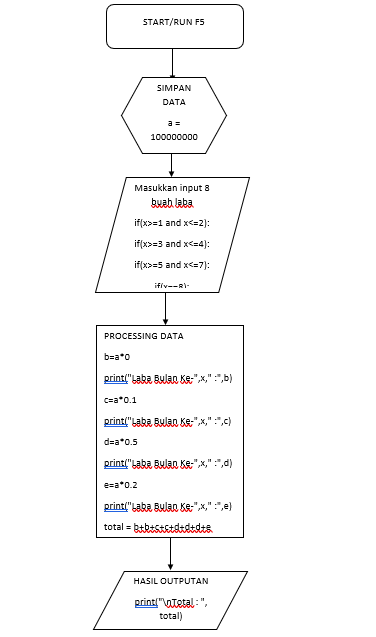 START/RUN F5
SIMPAN
DATA
a =
100000000
Masukkan input 8
buah laba
if(x>=1 and x<=2):
if(x>=3 and x<=4):
if(x>=5 and x<=7):
if(x==8):
PROCESSING DATA
b=a*0
print("Laba Bulan Ke-",x," :",b)
c=a*0.1
print("Laba Bulan Ke-",x," :",c)
d=a*0.5
print("Laba Bulan Ke-",x," :",d)
e=a*0.2
print("Laba Bulan Ke-",x," :",e)
total = b+b+c+c+d+d+d+e
HASIL OUTPUTAN
print("\nTotal : ",
total)